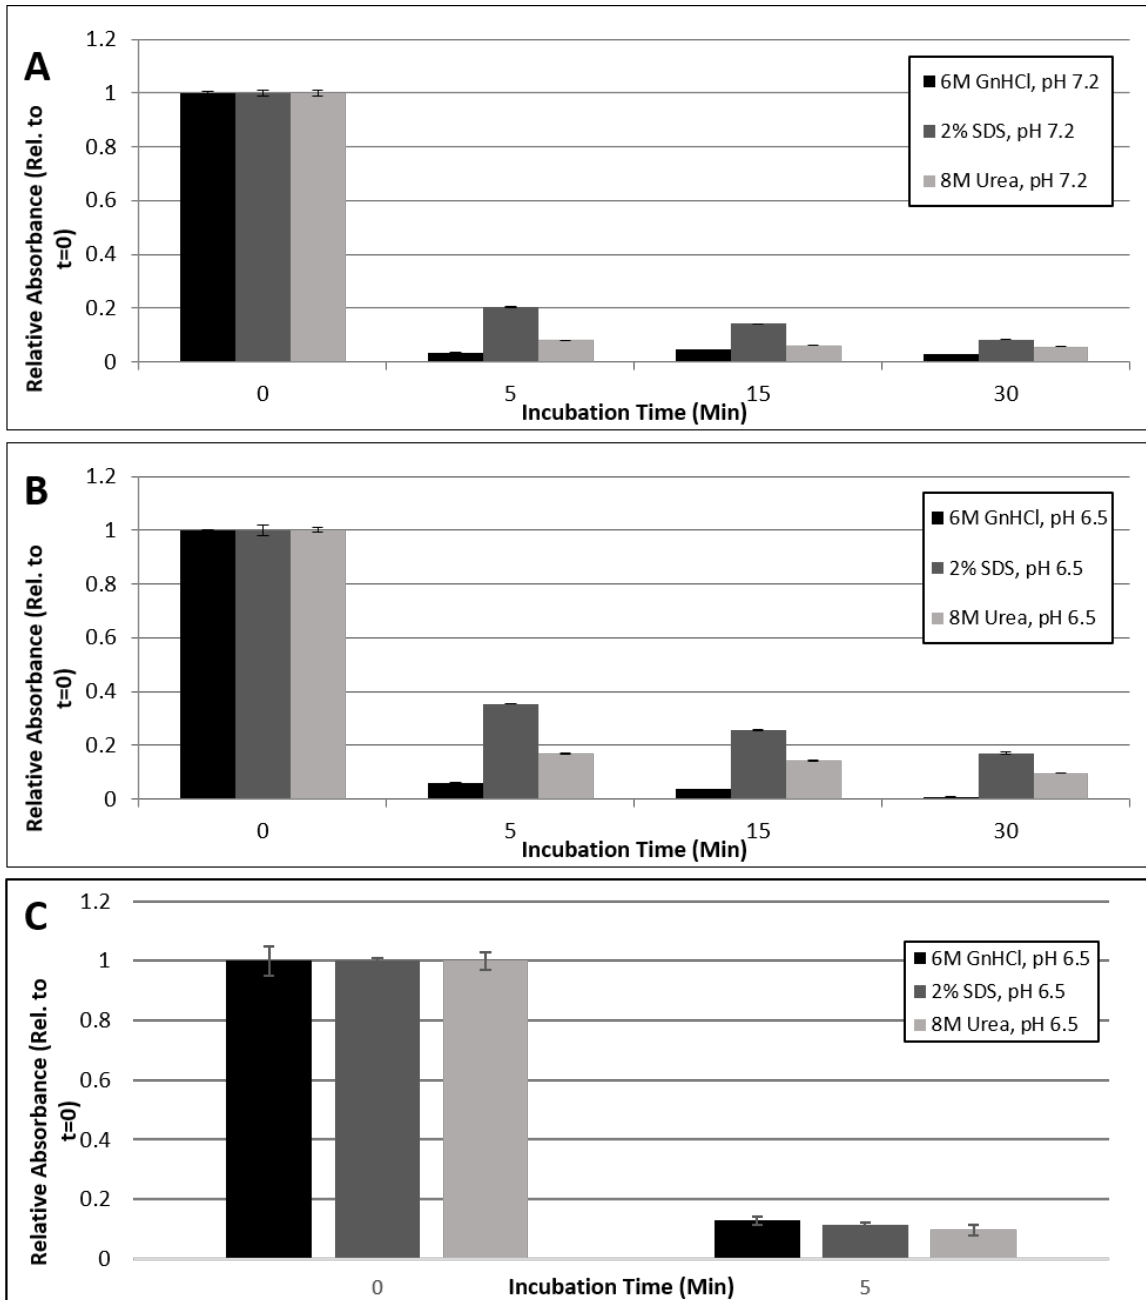 A
Relative Absorbance (Rel. to
t=0)
1.2
1
0.8
0.6
0.4
0.2
0
6M GnHCl, pH 7.2
2% SDS, pH 7.2
8M Urea, pH 7.2
0 5 15 30
Incubation Time (Min)
B
Relative Absorbance (Rel. to
t=0)
1.2
1
0.8
0.6
0.4
0.2
0
6M GnHCl, pH 6.5
2% SDS, pH 6.5
8M Urea, pH 6.5
0 5 15 30
Incubation Time (Min)
C
Relative Absorbance (Rel. to
t=0)
1.2
1
0.8
0.6
0.4
0.2
0
6M GnHCl, pH 6.5
2% SDS, pH 6.5
8M Urea, pH 6.5
0 5
Incubation Time (Min)